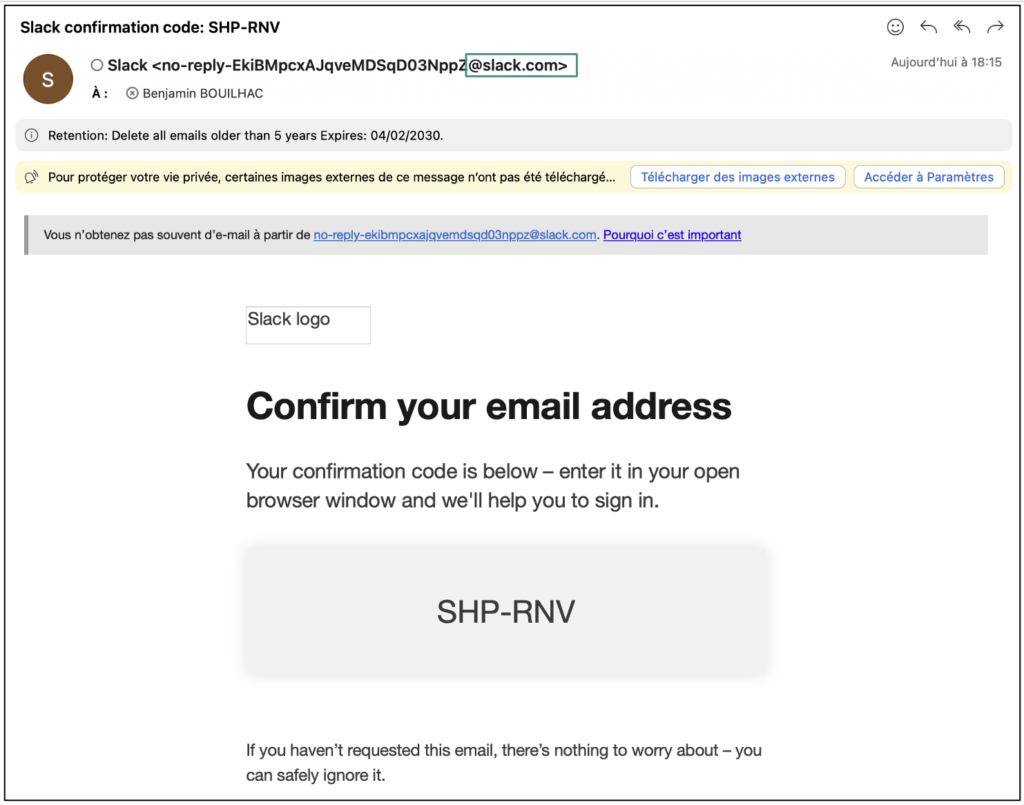 Slack confirmation code: SHP-RNV
S
Slack <no-reply-EkiBMpcxAJqveMDSqD03NppZ@slack.com>
Aujourd'hui à 18:15
À : Benjamin BOUILHAC
Retention: Delete all emails older than 5 years Expires: 04/02/2030.
Pour protéger votre vie privée, certaines images externes de ce message n'ont pas été téléchargé... Télécharger des images externes Accéder à Paramètres
Vous n'obtenez pas souvent d'e-mail à partir de no-reply-ekibmpcxajqvemdsqd03nppz@slack.com. Pourquoi c'est important
Slack logo
Confirm your email address
Your confirmation code is below – enter it in your open
browser window and we'll help you to sign in.
SHP-RNV
If you haven't requested this email, there's nothing to worry about – you
can safely ignore it.